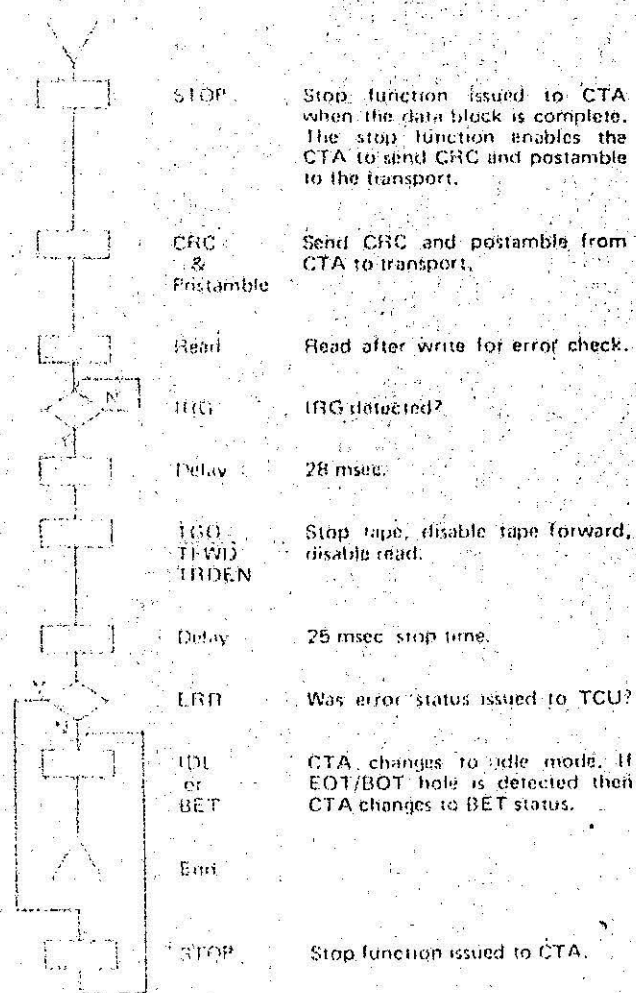 STOP Stop function issued to CTA
when the data block is complete.
The stop function enables the
CTA to send CRC and postamble
to the transport.
CRC Send CRC and postamble from
& CTA to transport.
Postamble
Read Read after write for error check.
N
IRG IRG detected?
Y
Delay 28 msec.
TGO Stop tape, disable tape forward,
TFWD disable read.
TRDEN
Delay 25 msec stop time.
Y
ERR Was error status issued to TCU?
N
IDL CTA changes to idle mode. If
or EOT/BOT hole is detected then
BET CTA changes to BET status.
End
STOP Stop function issued to CTA.